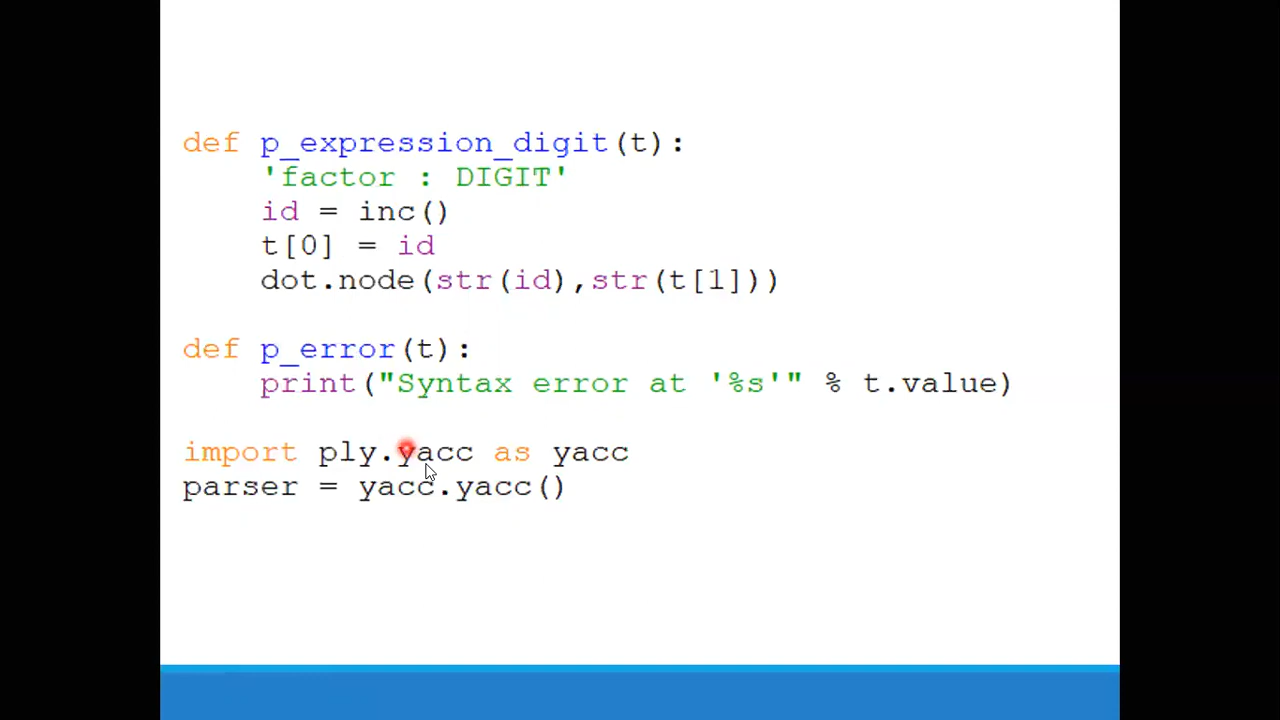 def p_expression_digit(t):
    'factor : DIGIT'
    id = inc()
    t[0] = id
    dot.node(str(id),str(t[1]))
def p_error(t):
    print("Syntax error at '%s'" % t.value)
import ply.yacc as yacc
parser = yacc.yacc()